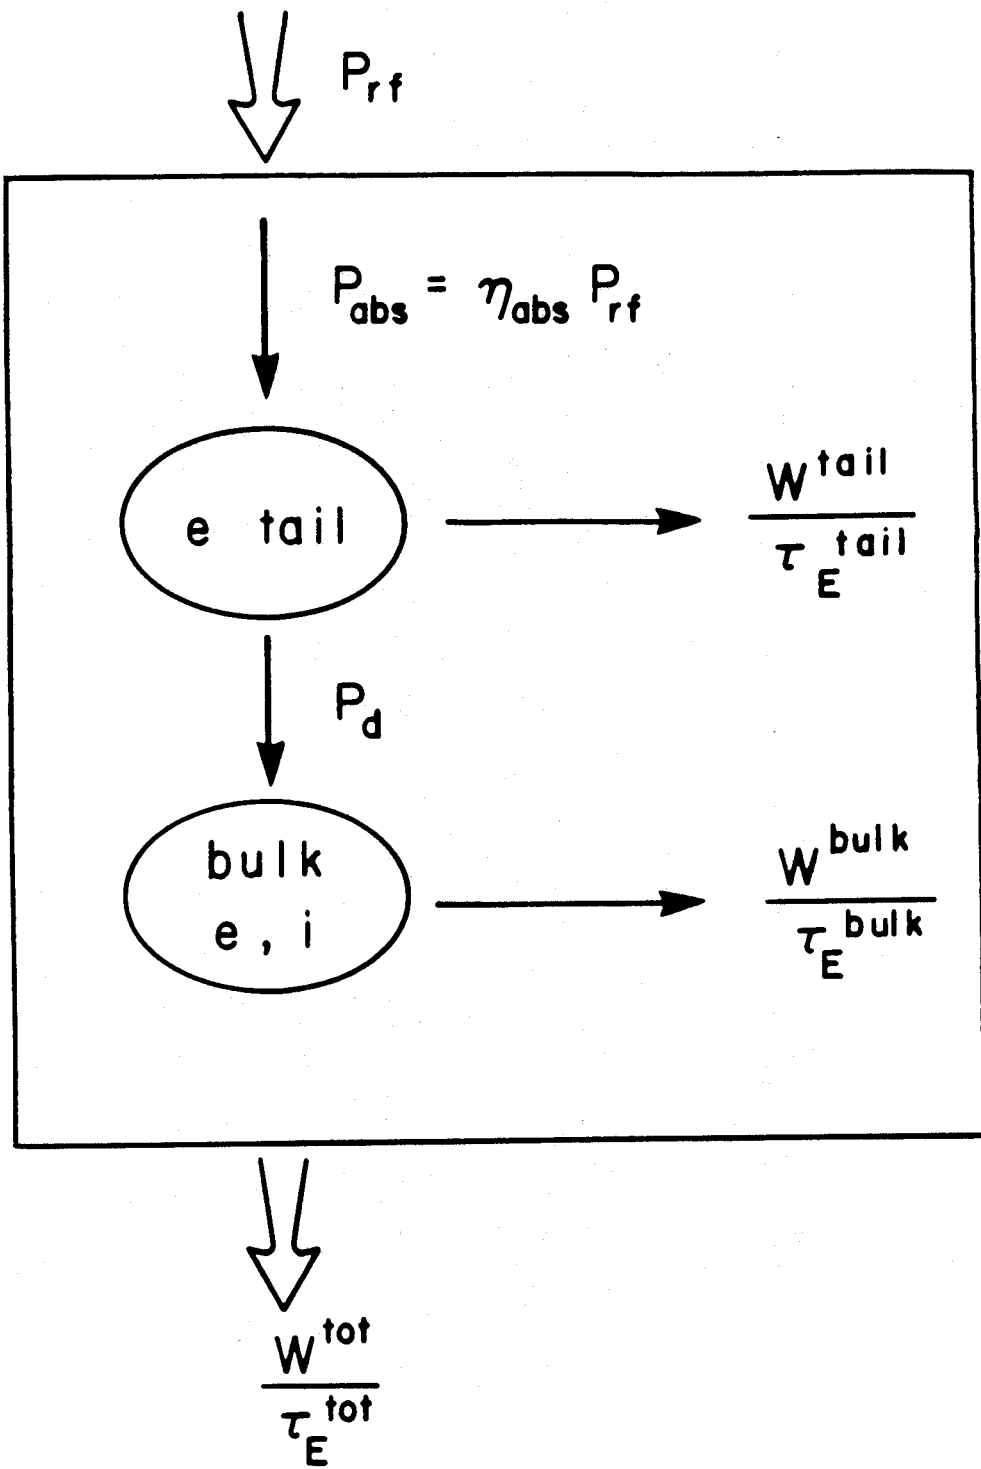 P_rf
P_abs = η_abs P_rf
e tail
W^tail
τ_E^tail
P_d
bulk
e, i
W^bulk
τ_E^bulk
W^tot
τ_E^tot